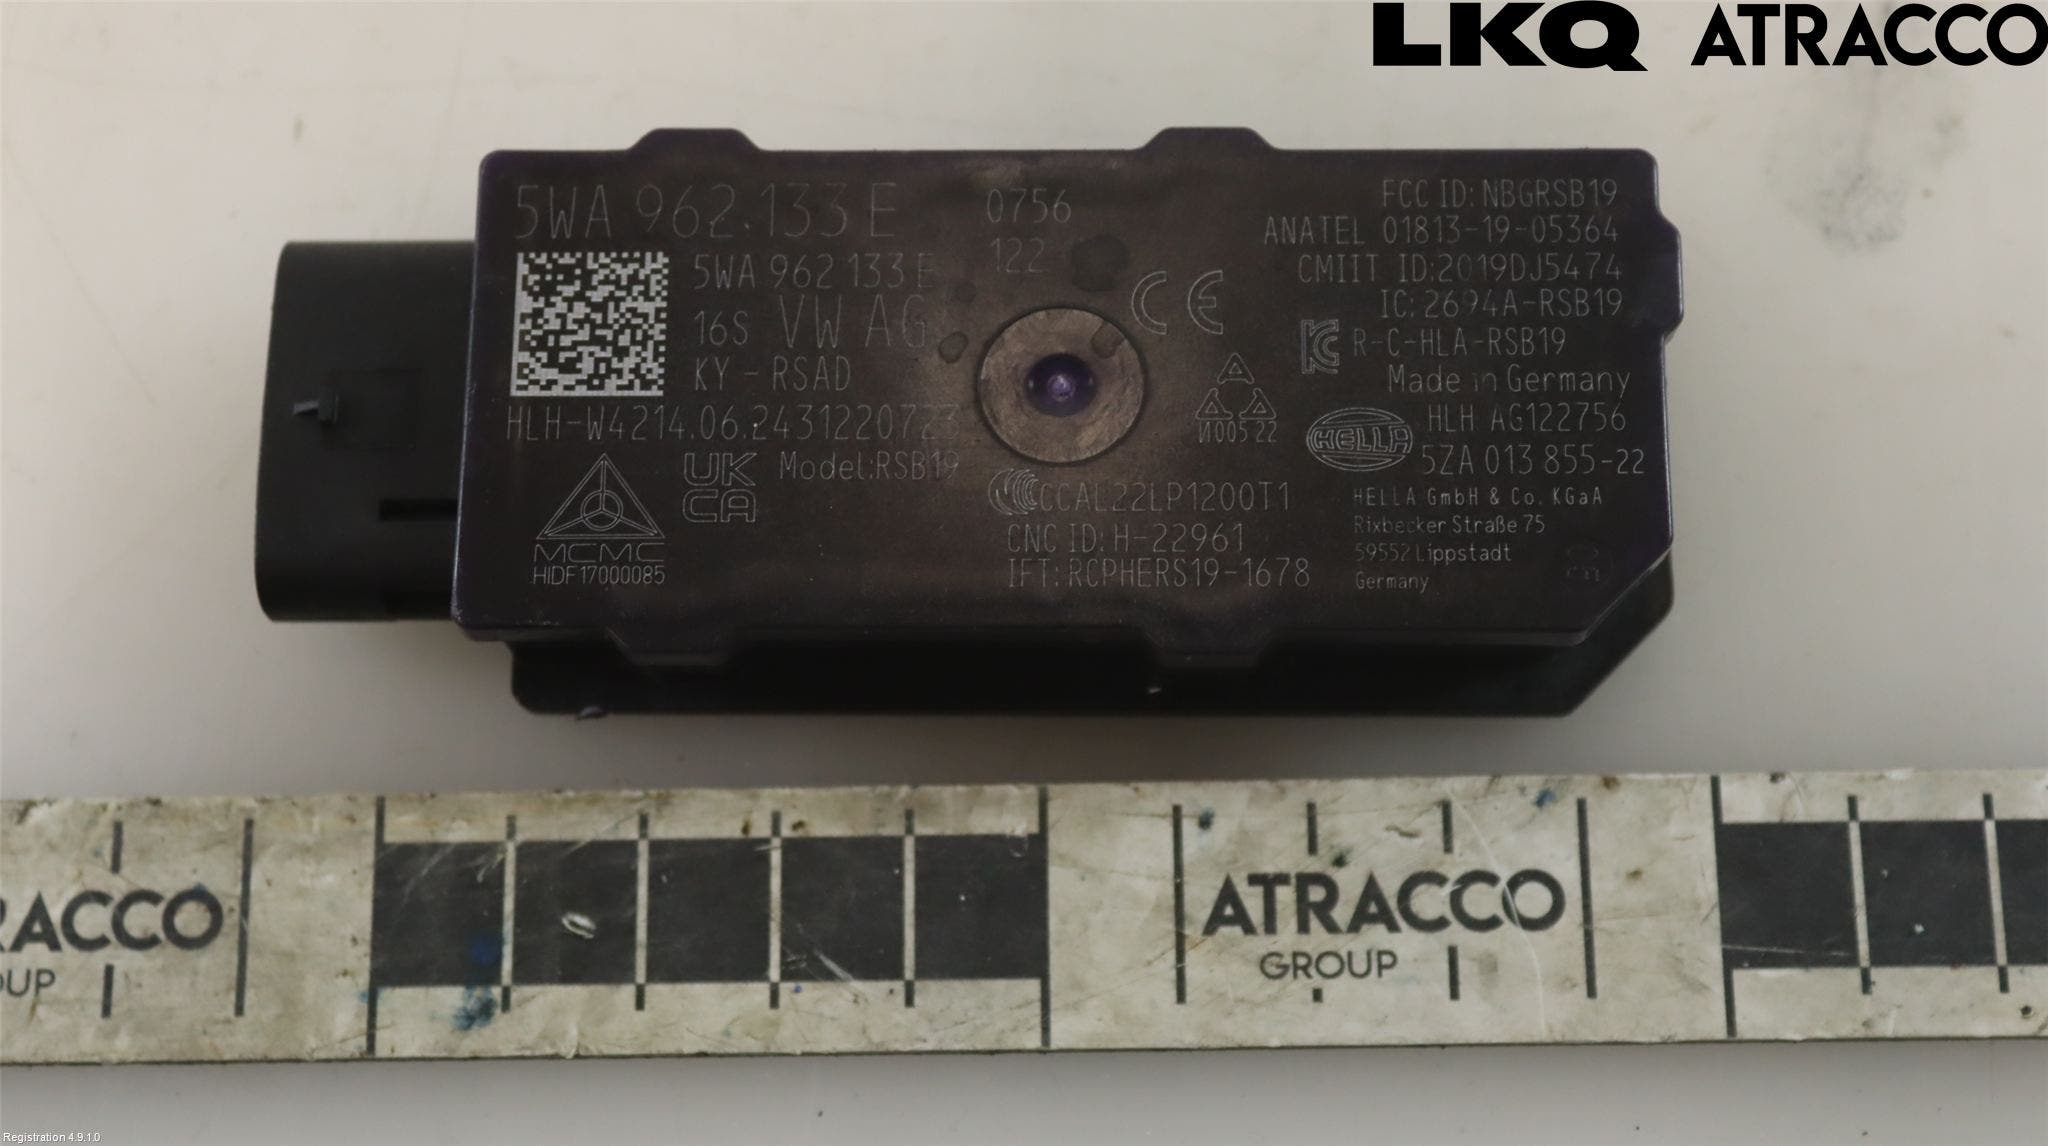 LKQ ATRACCO
5WA 962.133 E
0756
122
5WA 962 133 E
16S VW AG
KY - RSAD
HLH-W4214.06.2431220723
MCMC
HIDF17000085
UK
CA
Model:RSB19
CE
И005 22
FCC ID: NBGRSB19
ANATEL 01813-19-05364
CMIIT ID:2019DJ5474
IC: 2694A-RSB19
R-C-HLA-RSB19
Made in Germany
HELLA
HLH AG122756
5ZA 013 855-22
CCAL22LP1200T1
CNC ID: H-22961
IFT: RCPHERS19-1678
HELLA GmbH & Co. KGaA
Rixbecker Straße 75
59552 Lippstadt
Germany
RACCO
OUP
ATRACCO
GROUP
Registration 4.9.1.0